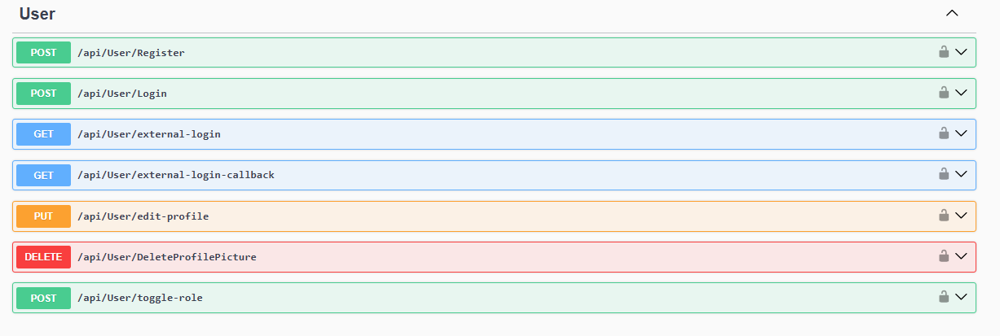 User
POST /api/User/Register
POST /api/User/Login
GET /api/User/external-login
GET /api/User/external-login-callback
PUT /api/User/edit-profile
DELETE /api/User/DeleteProfilePicture
POST /api/User/toggle-role